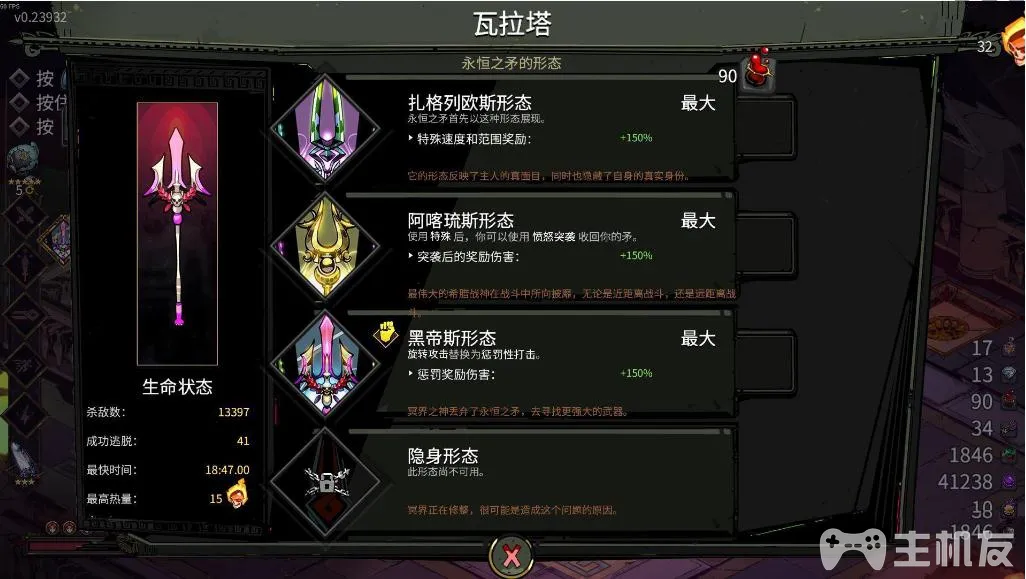 60 FPS
v0.23932
瓦拉塔
32
永恒之矛的形态
90
按
按住
按
5
扎格列欧斯形态
最大
永恒之矛首先以这种形态展现。
特殊速度和范围奖励:
+150%
它的形态反映了主人的真面目，同时也隐藏了自身的真实身份。
阿喀琉斯形态
最大
使用 特殊 后，你可以使用 愤怒突袭 收回你的矛。
突袭后的奖励伤害:
+150%
最伟大的希腊战神在战斗中所向披靡，无论是近距离战斗，还是远距离战
斗。
黑帝斯形态
最大
旋转攻击替换为惩罚性打击。
惩罚奖励伤害:
+150%
冥界之神丢弃了永恒之矛，去寻找更强大的武器。
隐身形态
此形态尚不可用。
冥界正在修整，很可能是造成这个问题的原因。
生命状态
杀敌数:
13397
成功逃脱:
41
最快时间:
18:47.00
最高热量:
15
17
13
90
34
1846
41238
18
1846
主机友